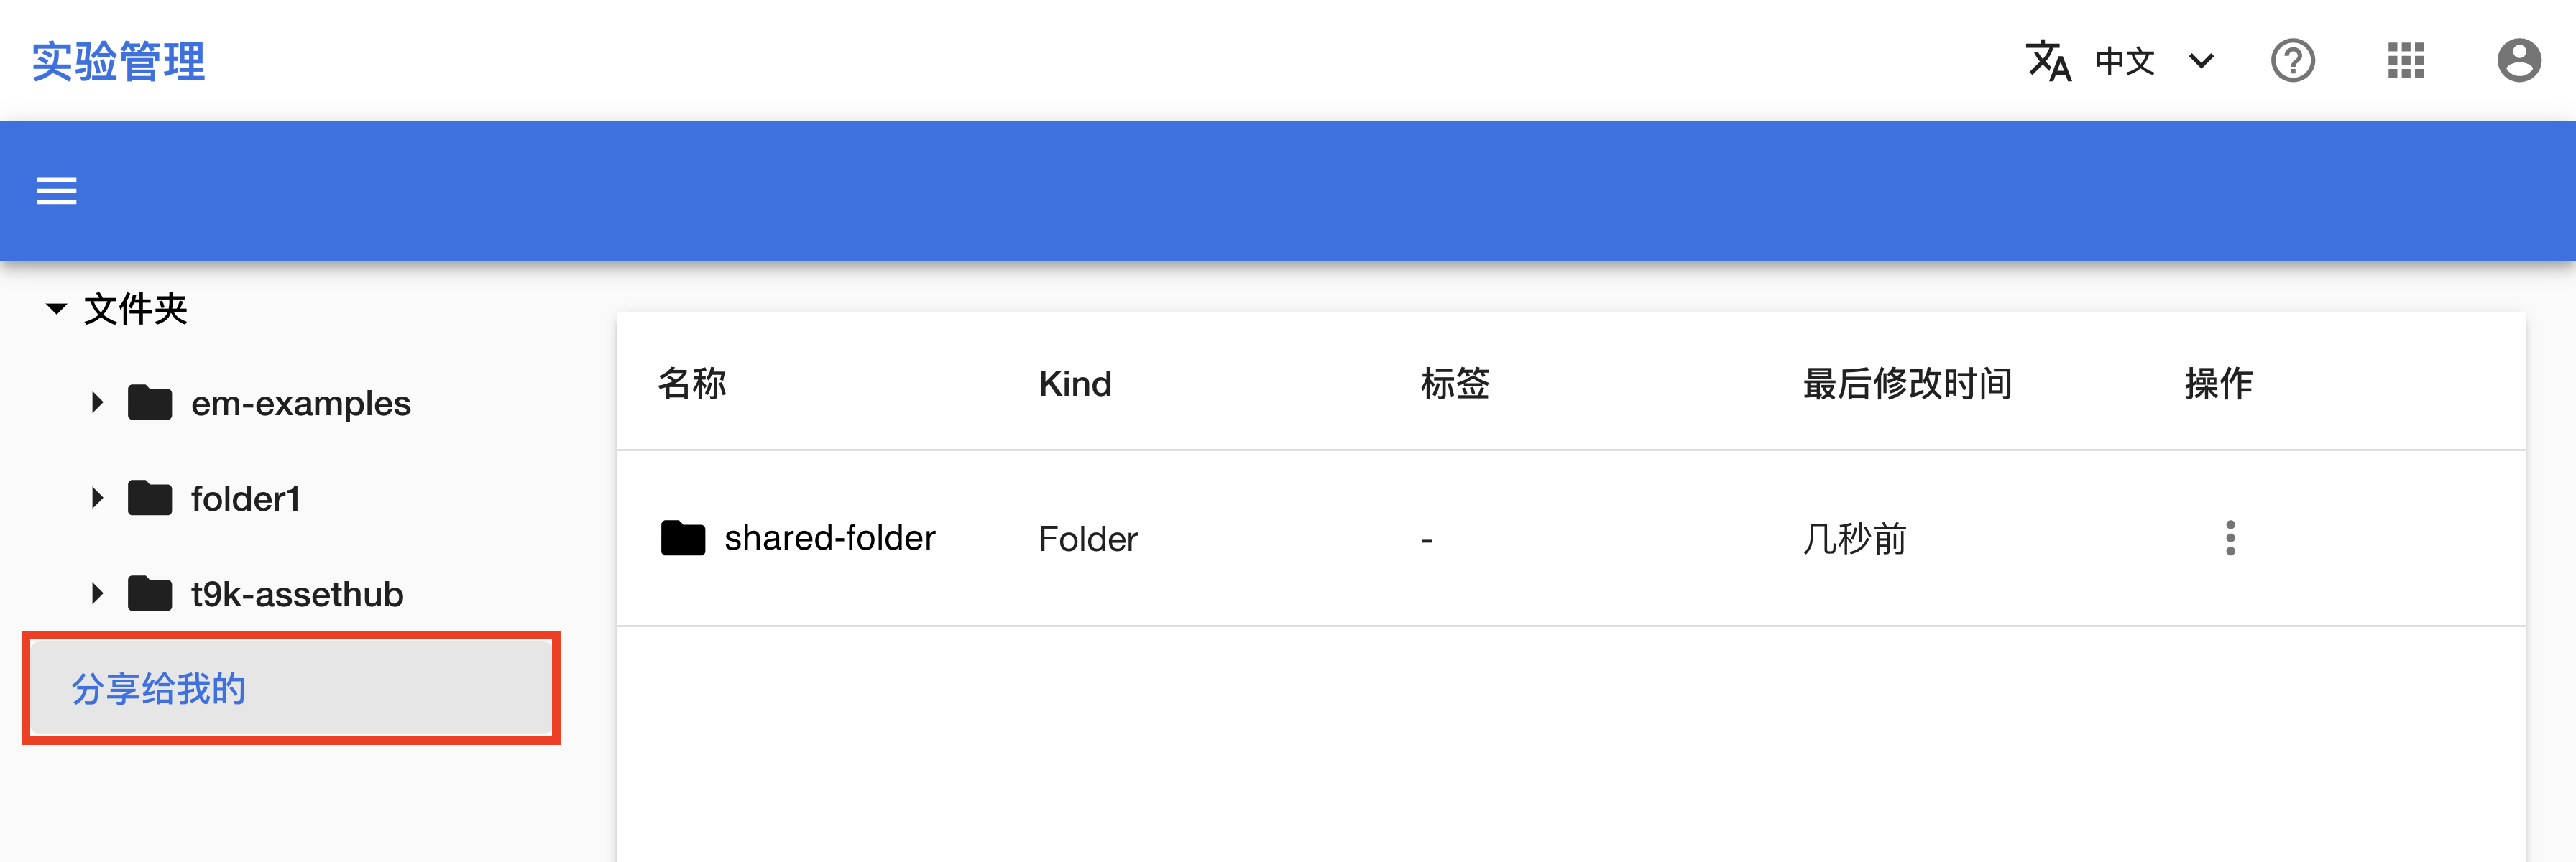 实验管理
中文
文件夹
em-examples
folder1
t9k-assethub
分享给我的
名称 Kind 标签 最后修改时间 操作
shared-folder Folder - 几秒前